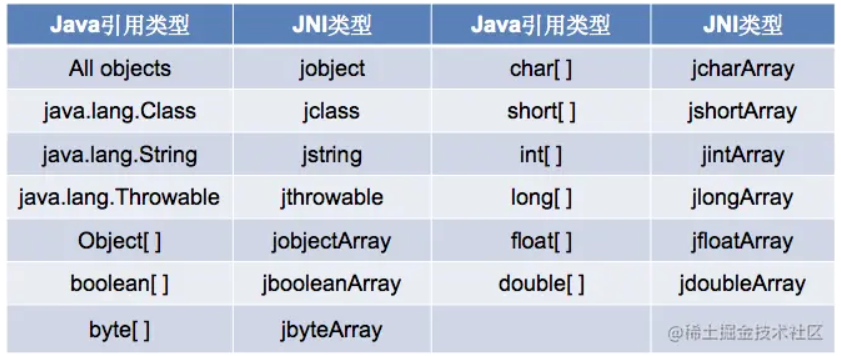 Java引用类型 JNI类型 Java引用类型 JNI类型
All objects jobject char[ ] jcharArray
java.lang.Class jclass short[ ] jshortArray
java.lang.String jstring int[ ] jintArray
java.lang.Throwable jthrowable long[ ] jlongArray
Object[ ] jobjectArray float[ ] jfloatArray
boolean[ ] jbooleanArray double[ ] jdoubleArray
byte[ ] jbyteArray
@稀土掘金技术社区